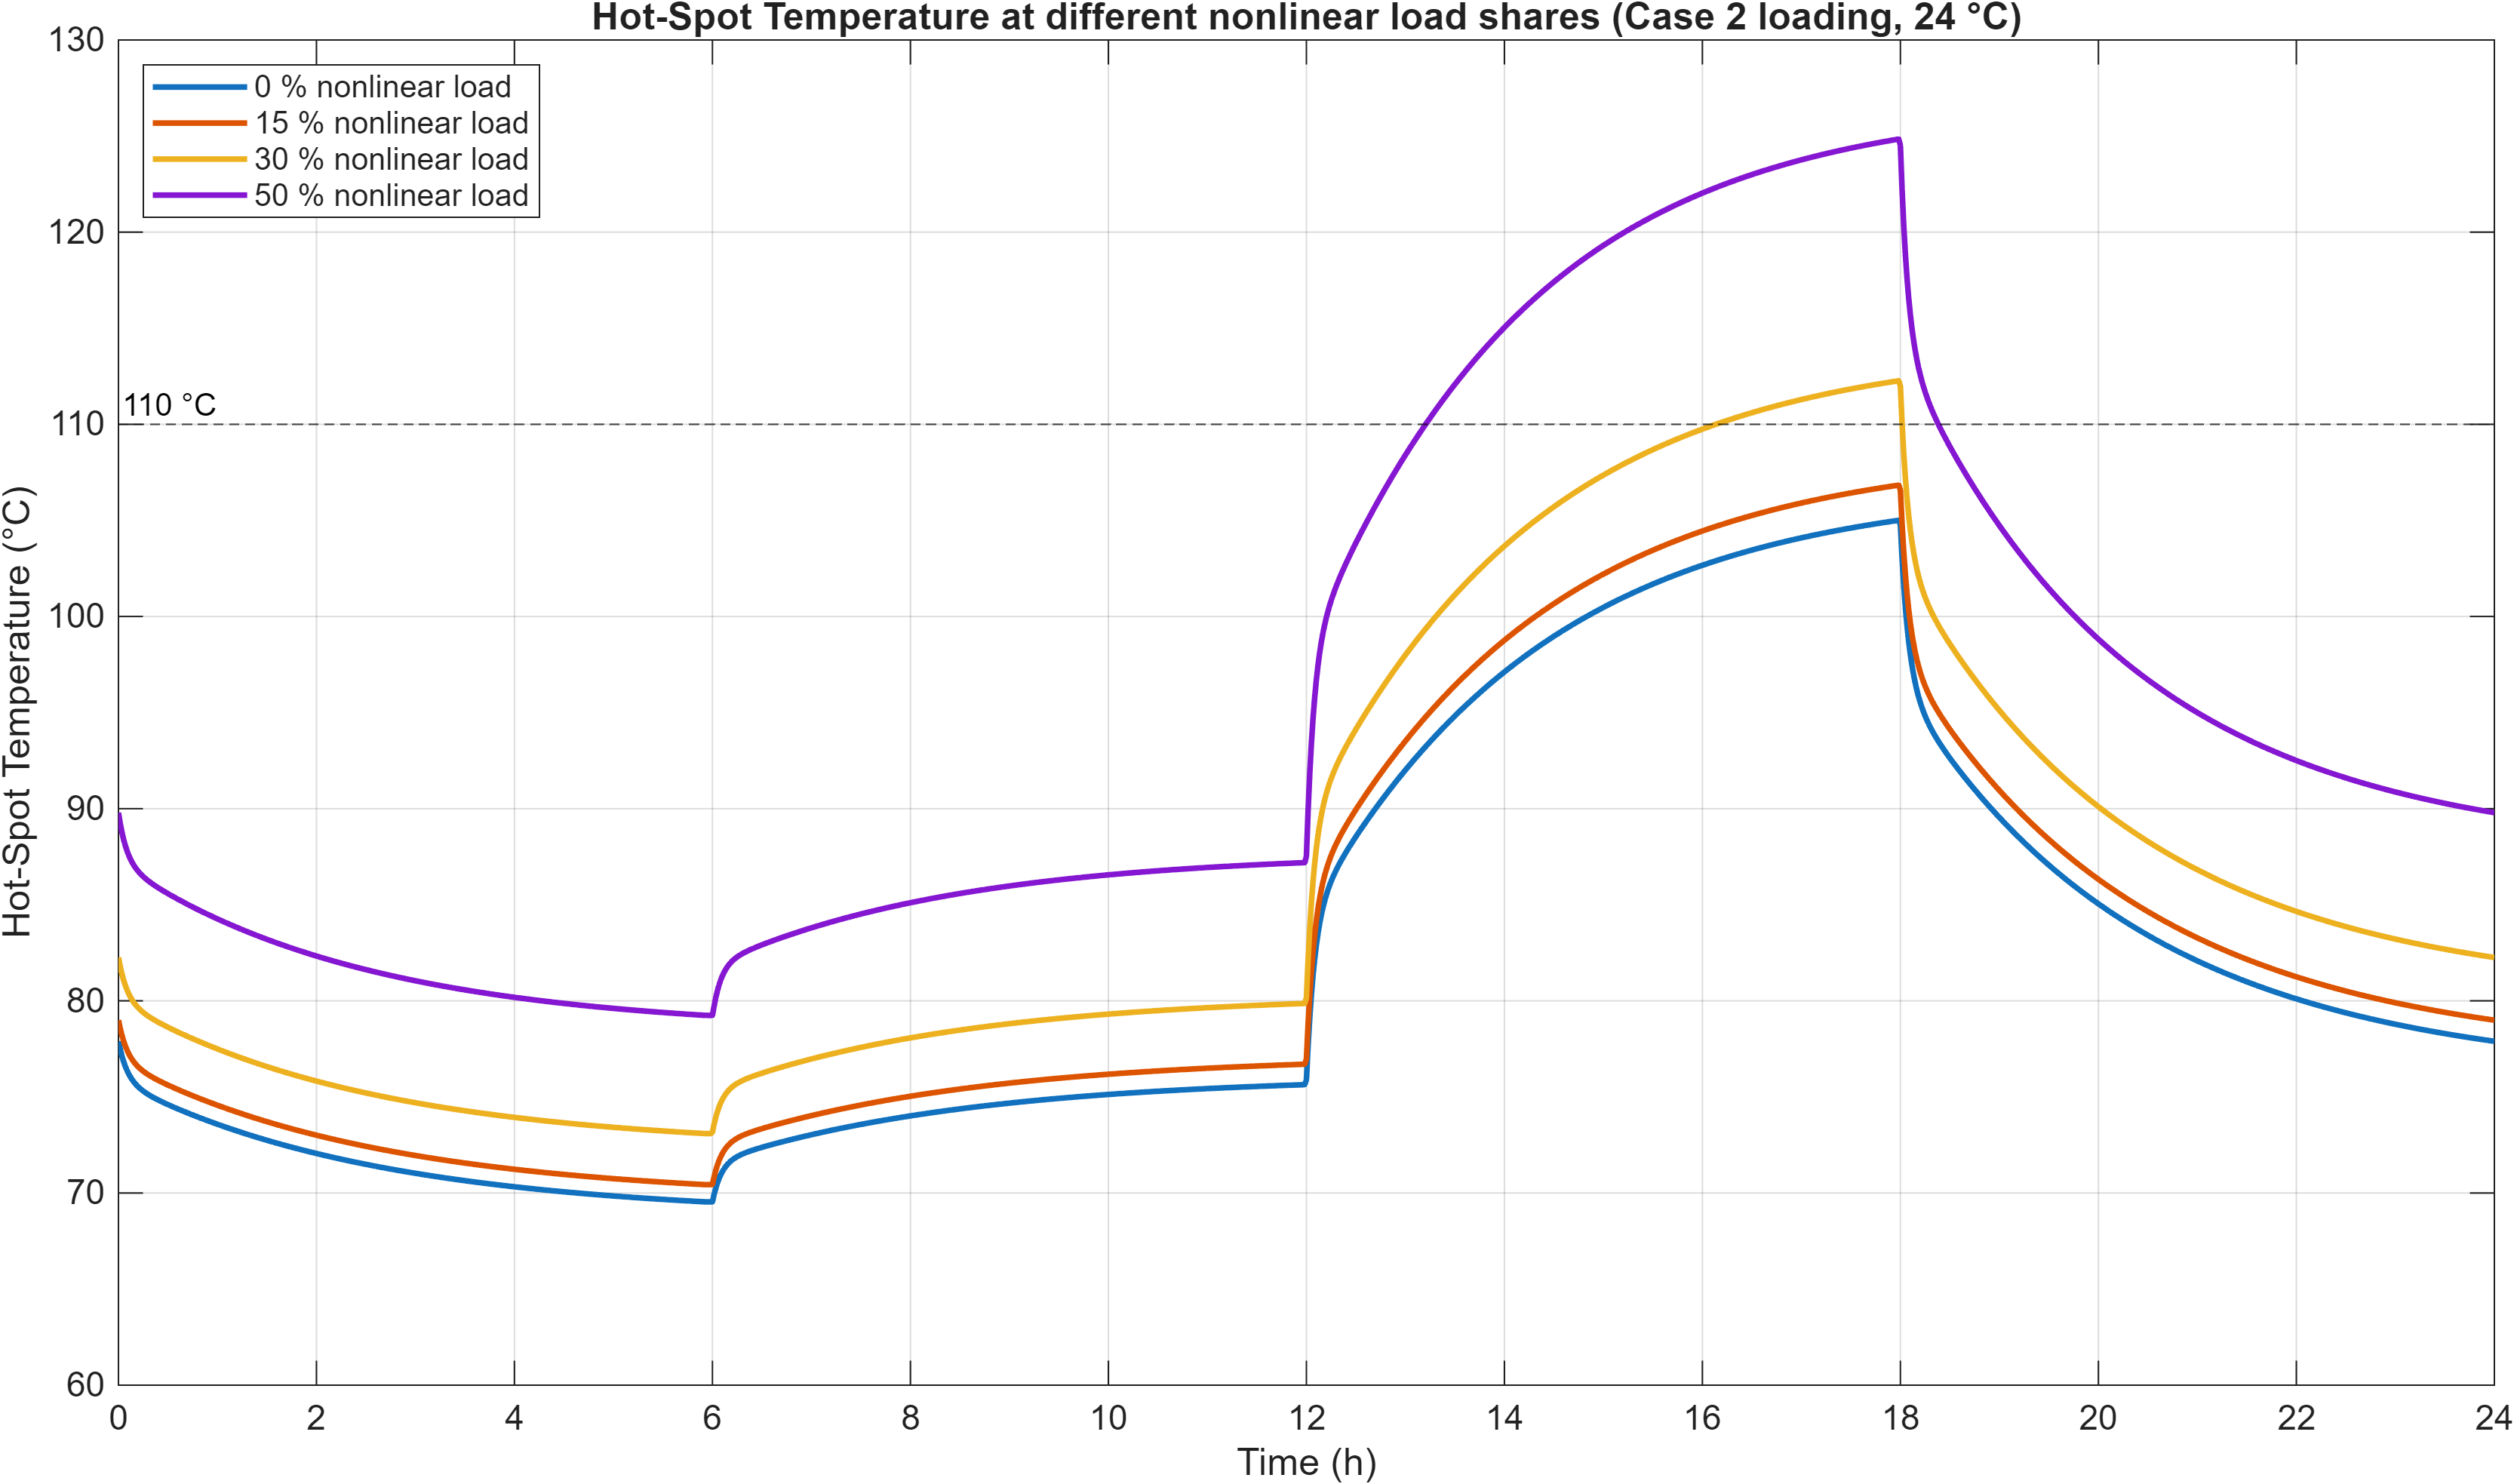 Hot-Spot Temperature at different nonlinear load shares (Case 2 loading, 24 °C)
130
120
110
100
90
80
70
60
Hot-Spot Temperature (°C)
0 % nonlinear load
15 % nonlinear load
30 % nonlinear load
50 % nonlinear load
110 °C
0 2 4 6 8 10 12 14 16 18 20 22 24
Time (h)